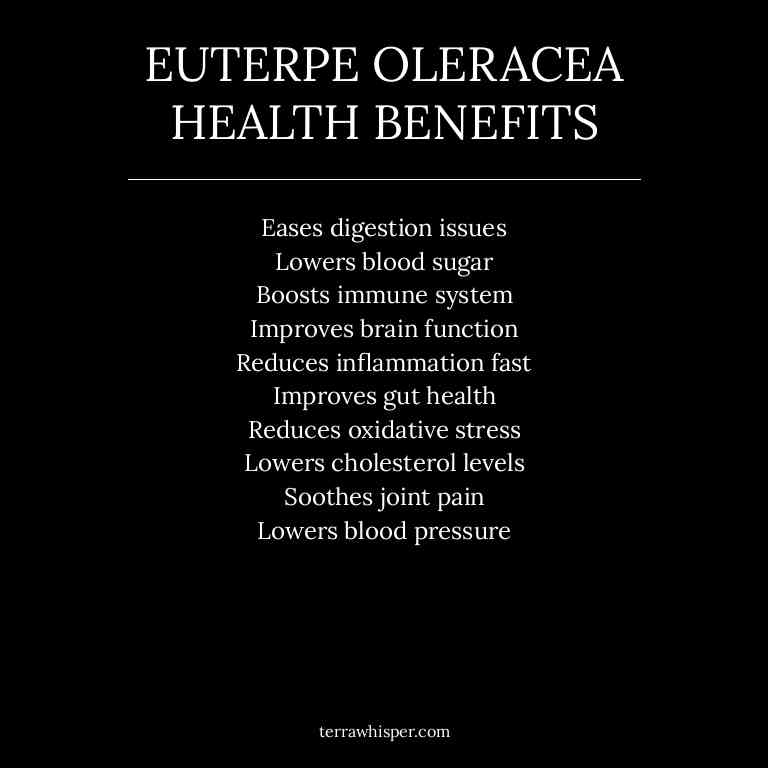 EUTERPE OLERACEA
HEALTH BENEFITS
Eases digestion issues
Lowers blood sugar
Boosts immune system
Improves brain function
Reduces inflammation fast
Improves gut health
Reduces oxidative stress
Lowers cholesterol levels
Soothes joint pain
Lowers blood pressure
terrawhisper.com